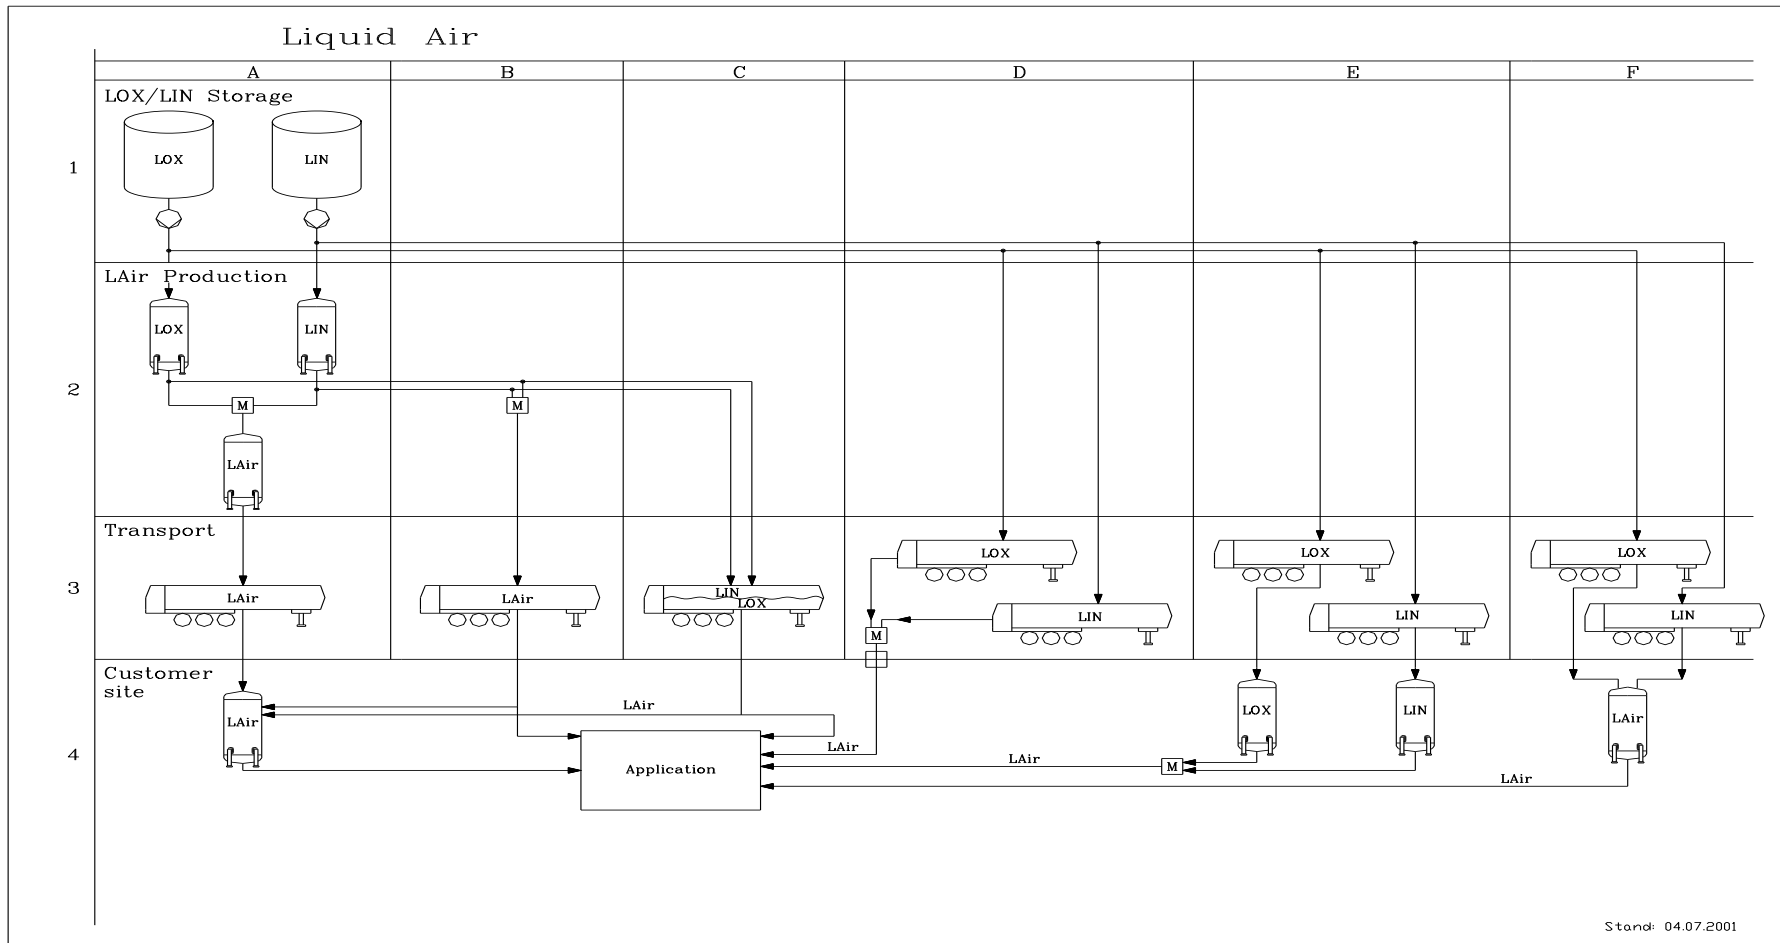 Liquid Air
A B C D E F
LOX/LIN Storage
LOX LIN
1
LAir Production
LOX LIN
2
M M
LAir
Transport
LOX LOX LOX
3
LAir LAir LIN
LOX
LIN LIN LIN
M
Customer
site
LAir LAir LOX LIN LAir
4
LAir
Application LAir M
LAir
Stand: 04.07.2001